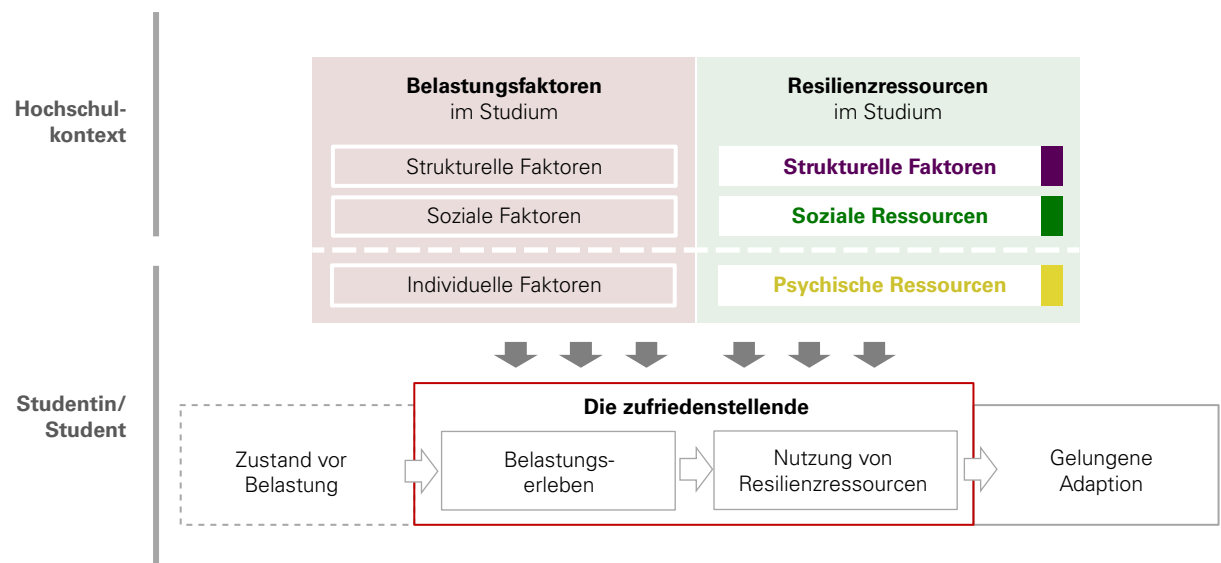 Hochschul-
kontext
Belastungsfaktoren
im Studium
Strukturelle Faktoren
Soziale Faktoren
Individuelle Faktoren
Resilienzressourcen
im Studium
Strukturelle Faktoren
Soziale Ressourcen
Psychische Ressourcen
Studentin/
Student
Die zufriedenstellende
Zustand vor
Belastung
Belastungs-
erleben
Nutzung von
Resilienzressourcen
Gelungene
Adaption